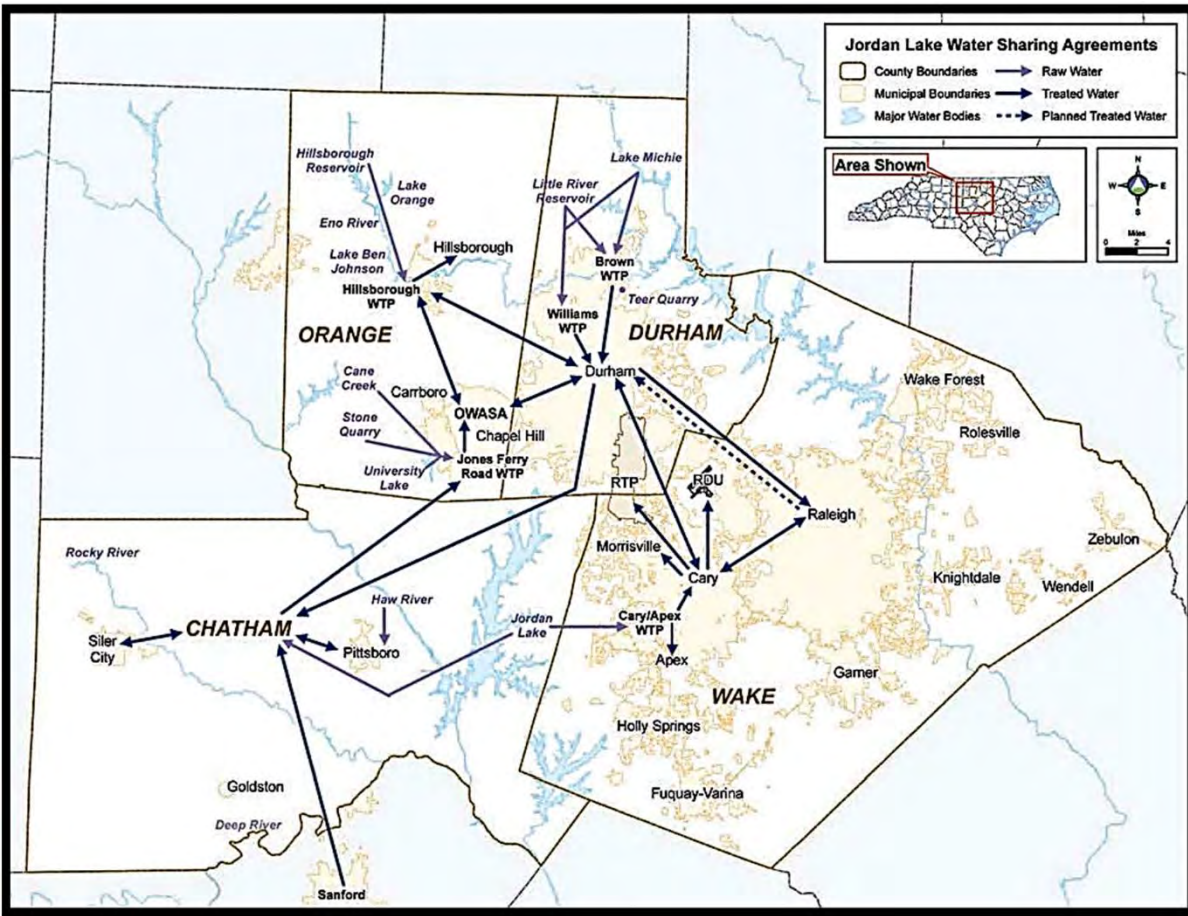 Jordan Lake Water Sharing Agreements
County Boundaries
Raw Water
Municipal Boundaries
Treated Water
Major Water Bodies
Planned Treated Water
Area Shown
N
W
E
S
Miles
0 2 4
Hillsborough
Reservoir
Lake
Orange
Eno River
Lake Ben
Johnson
Hillsborough
Hillsborough
WTP
ORANGE
Lake Michie
Little River
Reservoir
Brown
WTP
Teer Quarry
Williams
WTP
DURHAM
Durham
Cane
Creek
Carrboro
OWASA
Stone
Quarry
Chapel Hill
University
Lake
Jones Ferry
Road WTP
Wake Forest
Rolesville
RTP
RDU
Raleigh
Zebulon
Morrisville
Cary
Knightdale
Wendell
Rocky River
Haw River
CHATHAM
Siler
City
Pittsboro
Jordan
Lake
Cary/Apex
WTP
Apex
Garner
WAKE
Holly Springs
Fuquay-Varina
Goldston
Deep River
Sanford